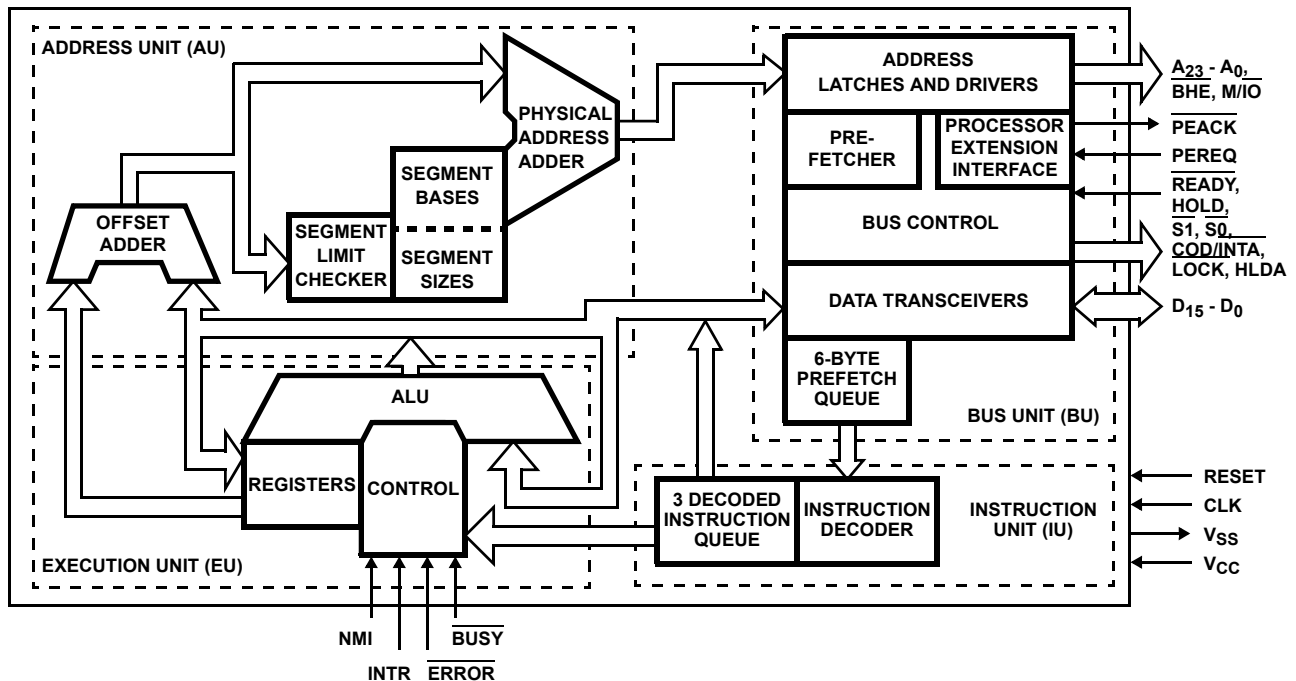 ADDRESS UNIT (AU)
OFFSET
ADDER
SEGMENT
LIMIT
CHECKER
SEGMENT
BASES
SEGMENT
SIZES
PHYSICAL
ADDRESS
ADDER
ADDRESS
LATCHES AND DRIVERS
PRE-
FETCHER
PROCESSOR
EXTENSION
INTERFACE
BUS CONTROL
DATA TRANSCEIVERS
6-BYTE
PREFETCH
QUEUE
BUS UNIT (BU)
A23 - A0,
BHE, M/IO
PEACK
PEREQ
READY,
HOLD,
S1, S0,
COD/INTA,
LOCK, HLDA
D15 - D0
ALU
REGISTERS
CONTROL
EXECUTION UNIT (EU)
3 DECODED
INSTRUCTION
QUEUE
INSTRUCTION
DECODER
INSTRUCTION
UNIT (IU)
RESET
CLK
VSS
VCC
NMI
BUSY
INTR
ERROR